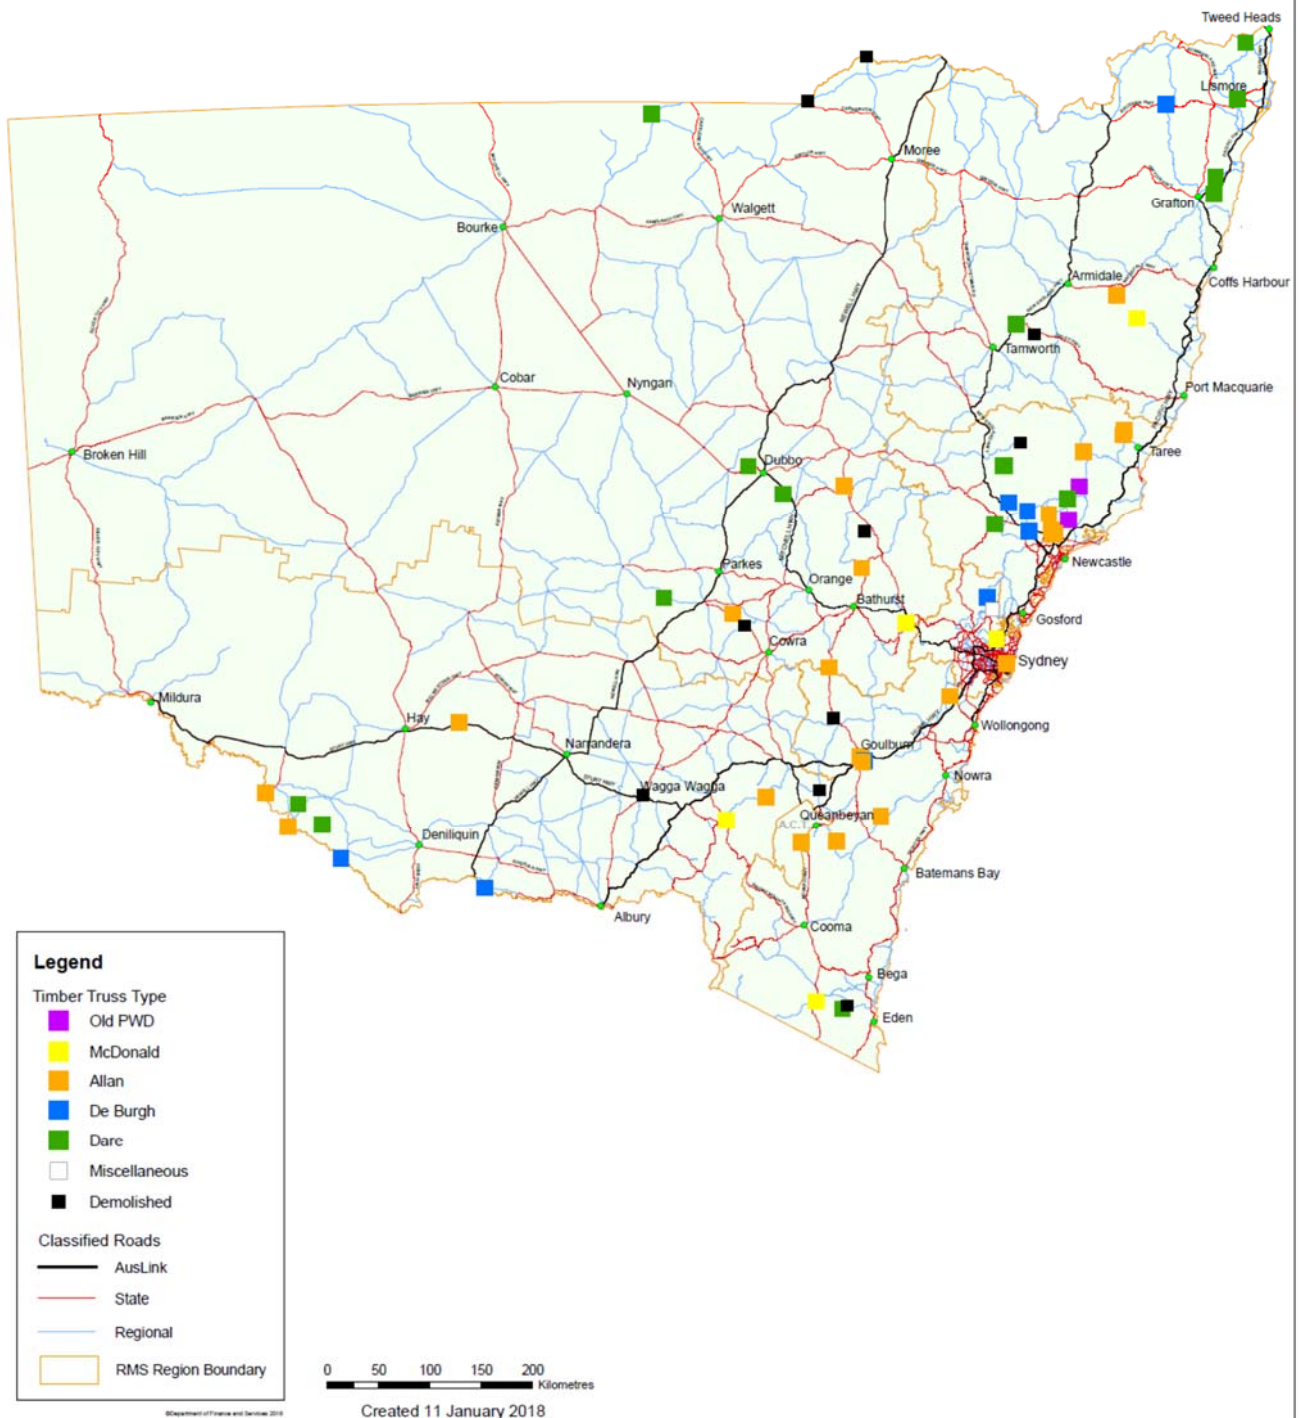 Tweed Heads
Lismore
Moree
Grafton
Walgett
Bourke
Armidale
Coffs Harbour
Tamworth
Cobar
Nyngan
Port Macquarie
Broken Hill
Dubbo
Taree
Parkes
Newcastle
Orange
Bathurst
Gosford
Cowra
Sydney
Mildura
Hay
Wollongong
Narrandera
Goulburn
Nowra
Wagga Wagga
Queanbeyan
A.C.T.
Deniliquin
Batemans Bay
Albury
Cooma
Bega
Eden
Legend
Timber Truss Type
Old PWD
McDonald
Allan
De Burgh
Dare
Miscellaneous
Demolished
Classified Roads
AusLink
State
Regional
RMS Region Boundary
0 50 100 150 200
Kilometres
Created 11 January 2018